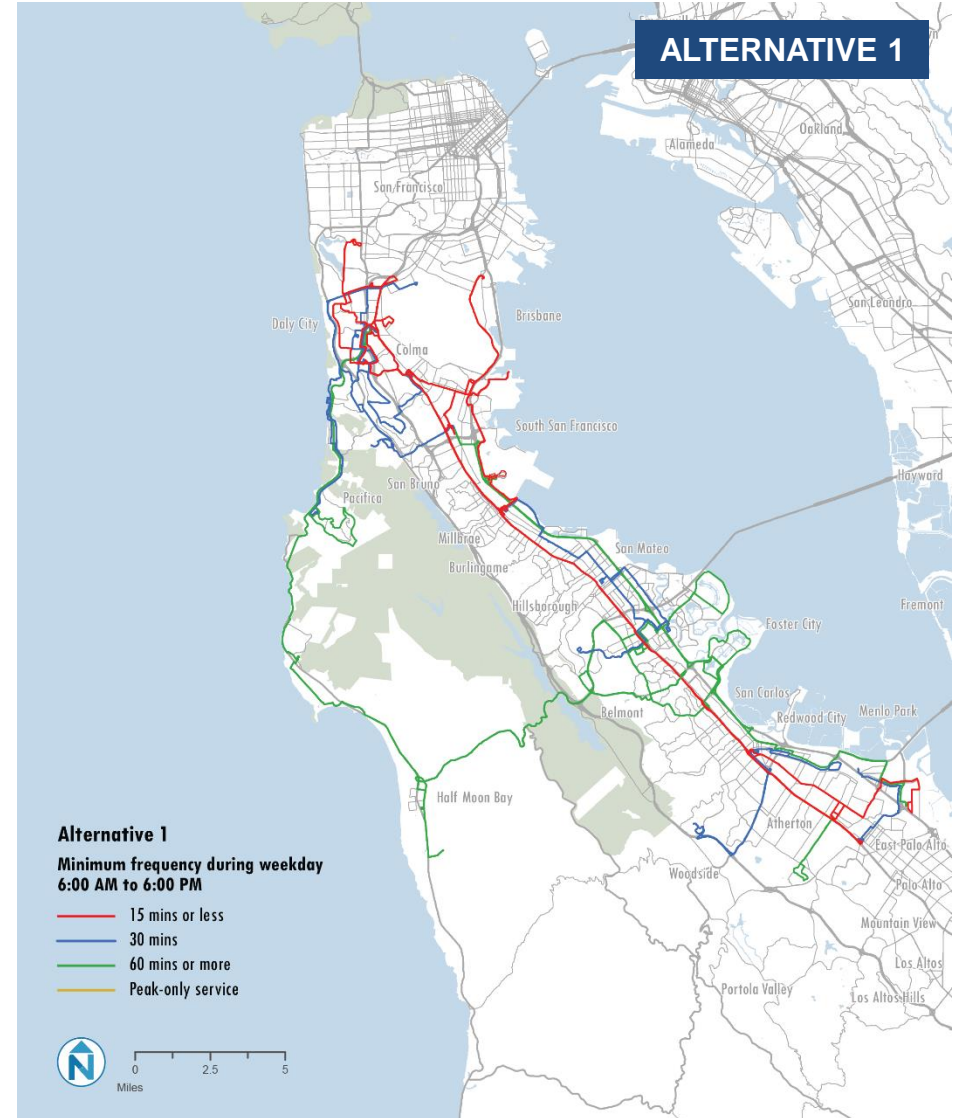 ALTERNATIVE 1
Oakland
Alameda
San Francisco
San Leandro
Daly City
Brisbane
Colma
South San Francisco
Hayward
San Bruno
Pacifica
Millbrae
San Mateo
Burlingame
Hillsborough
Fremont
Foster City
San Carlos
Belmont
Redwood City
Menlo Park
Half Moon Bay
Atherton
East Palo Alto
Woodside
Palo Alto
Mountain View
Los Altos
Portola Valley
Los Altos Hills
Alternative 1
Minimum frequency during weekday
6:00 AM to 6:00 PM
15 mins or less
30 mins
60 mins or more
Peak-only service
N
0 2.5 5
Miles